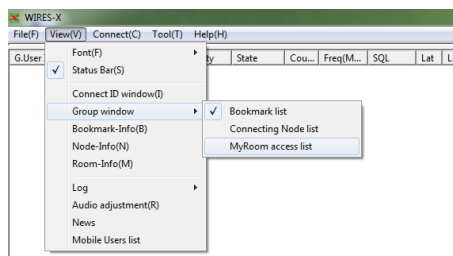 WIRES-X
File(F) View(V) Connect(C) Tool(T) Help(H)
G.User State Cou... Freq(M... SQL Lat
Font(F)
Status Bar(S)
Connect ID window(I)
Group window
Bookmark list
Bookmark-Info(B)
Connecting Node list
Node-Info(N)
MyRoom access list
Room-Info(M)
Log
Audio adjustment(R)
News
Mobile Users list